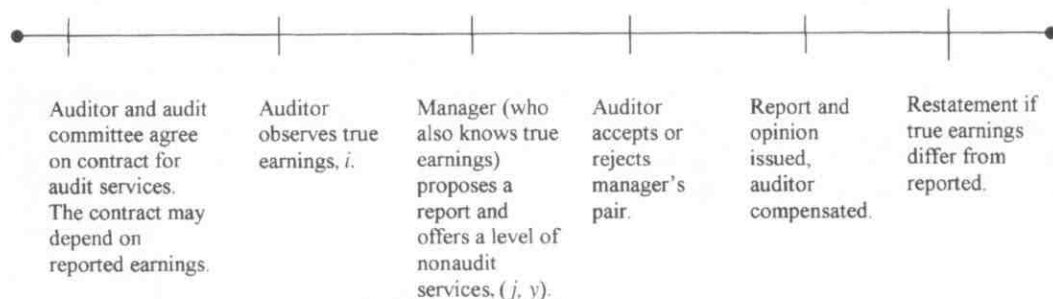 Auditor and audit
committee agree
on contract for
audit services.
The contract may
depend on
reported earnings.
Auditor
observes true
earnings, i.
Manager (who
also knows true
earnings)
proposes a
report and
offers a level of
nonaudit
services, (j, y).
Auditor
accepts or
rejects
manager's
pair.
Report and
opinion
issued,
auditor
compensated.
Restatement if
true earnings
differ from
reported.